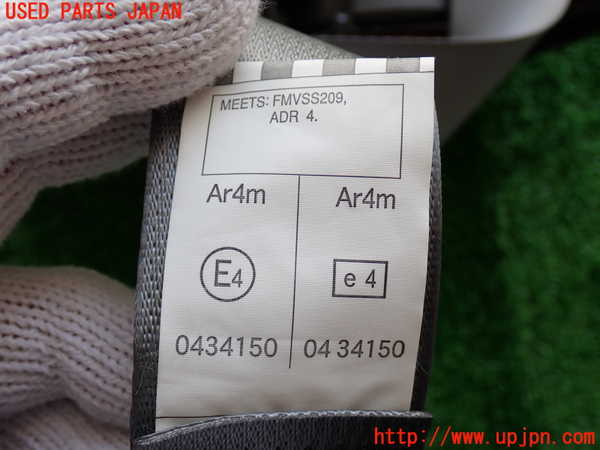 USED PARTS JAPAN
MEETS: FMVSS209,
ADR 4.
Ar4m Ar4m
E4 e 4
0434150 04 34150
http://www.upjpn.com/